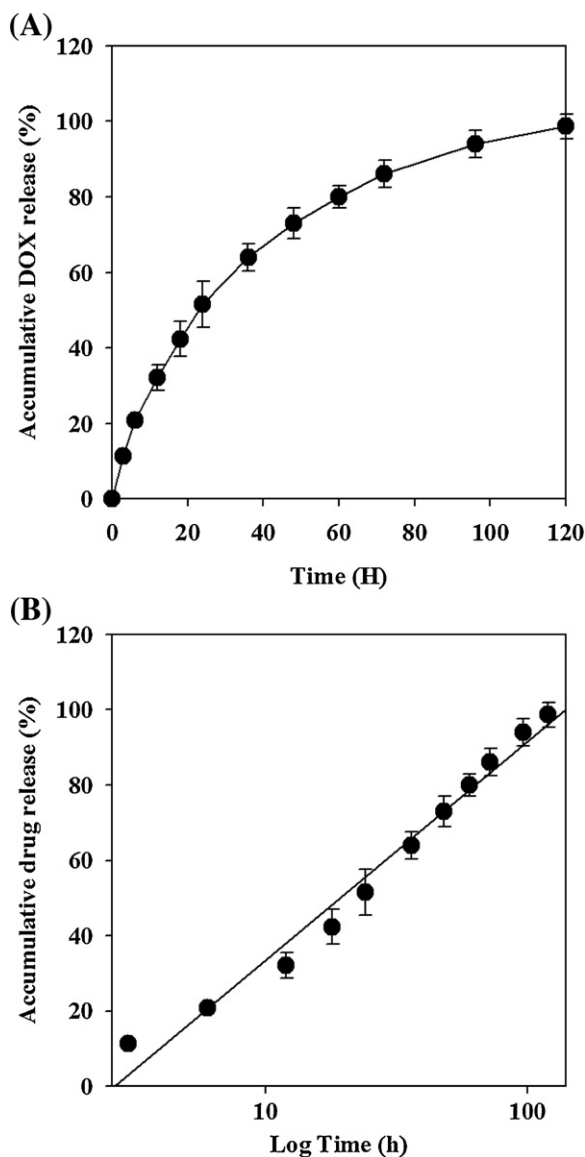 (A)
120
100
80
60
40
20
0
Accumulative DOX release (%)
0 20 40 60 80 100 120
Time (H)
(B)
120
100
80
60
40
20
0
Accumulative drug release (%)
10 100
Log Time (h)